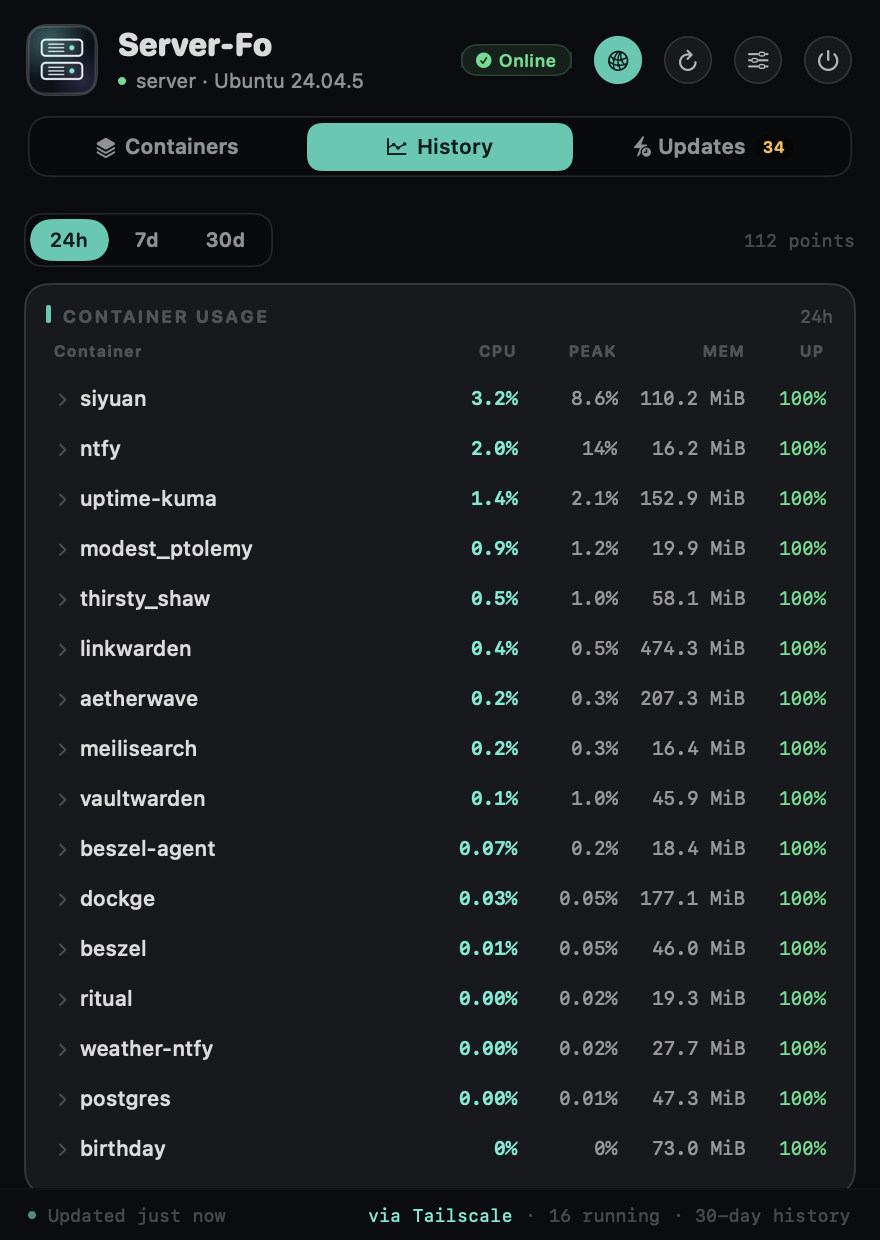 Server-Fo
server · Ubuntu 24.04.5
Online
Containers
History
Updates 34
24h 7d 30d
112 points
CONTAINER USAGE 24h
Container CPU PEAK MEM UP
siyuan 3.2% 8.6% 110.2 MiB 100%
ntfy 2.0% 14% 16.2 MiB 100%
uptime-kuma 1.4% 2.1% 152.9 MiB 100%
modest_ptolemy 0.9% 1.2% 19.9 MiB 100%
thirsty_shaw 0.5% 1.0% 58.1 MiB 100%
linkwarden 0.4% 0.5% 474.3 MiB 100%
aetherwave 0.2% 0.3% 207.3 MiB 100%
meilisearch 0.2% 0.3% 16.4 MiB 100%
vaultwarden 0.1% 1.0% 45.9 MiB 100%
beszel-agent 0.07% 0.2% 18.4 MiB 100%
dockge 0.03% 0.05% 177.1 MiB 100%
beszel 0.01% 0.05% 46.0 MiB 100%
ritual 0.00% 0.02% 19.3 MiB 100%
weather-ntfy 0.00% 0.02% 27.7 MiB 100%
postgres 0.00% 0.01% 47.3 MiB 100%
birthday 0% 0% 73.0 MiB 100%
Updated just now
via Tailscale · 16 running · 30-day history